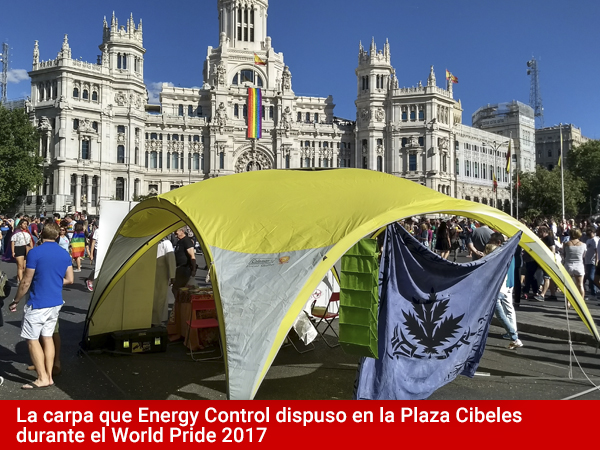 La carpa que Energy Control dispuso en la Plaza Cibeles
durante el World Pride 2017